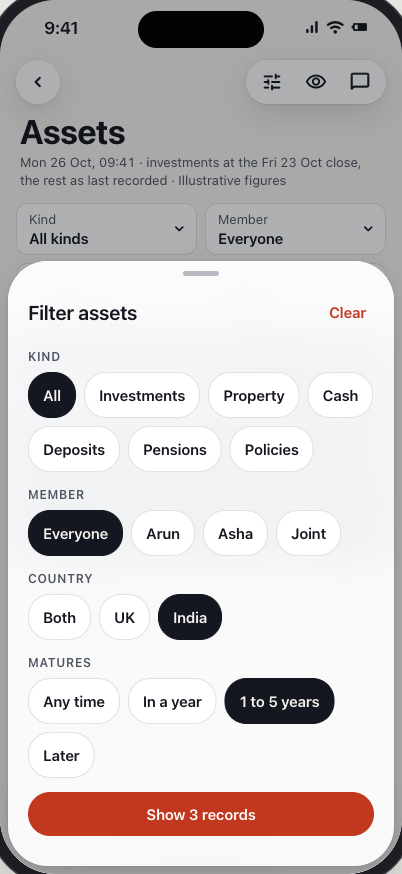 9:41
Assets
Mon 26 Oct, 09:41 · investments at the Fri 23 Oct close,
the rest as last recorded · Illustrative figures
Kind
All kinds
Member
Everyone
Filter assets
Clear
KIND
All
Investments
Property
Cash
Deposits
Pensions
Policies
MEMBER
Everyone
Arun
Asha
Joint
COUNTRY
Both
UK
India
MATURES
Any time
In a year
1 to 5 years
Later
Show 3 records